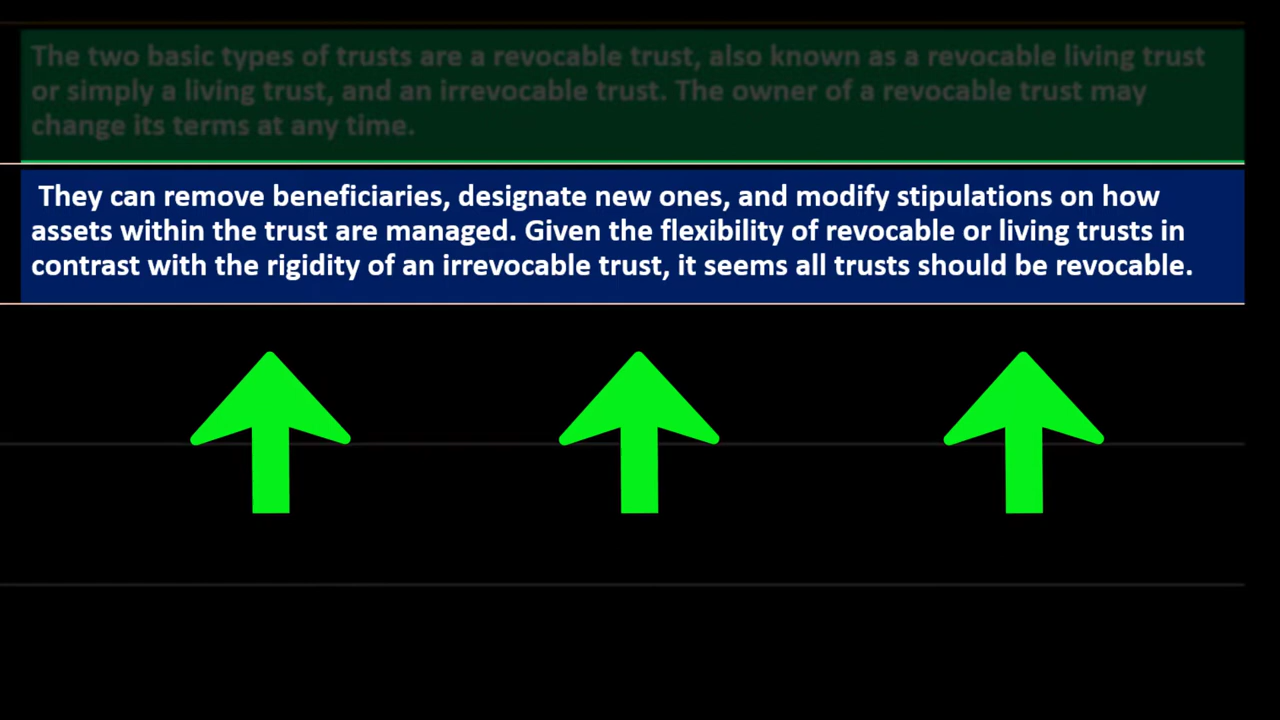 The two basic types of trusts are a revocable trust, also known as a revocable living trust
or simply a living trust, and an irrevocable trust. The owner of a revocable trust may
change its terms at any time.
They can remove beneficiaries, designate new ones, and modify stipulations on how
assets within the trust are managed. Given the flexibility of revocable or living trusts in
contrast with the rigidity of an irrevocable trust, it seems all trusts should be revocable.